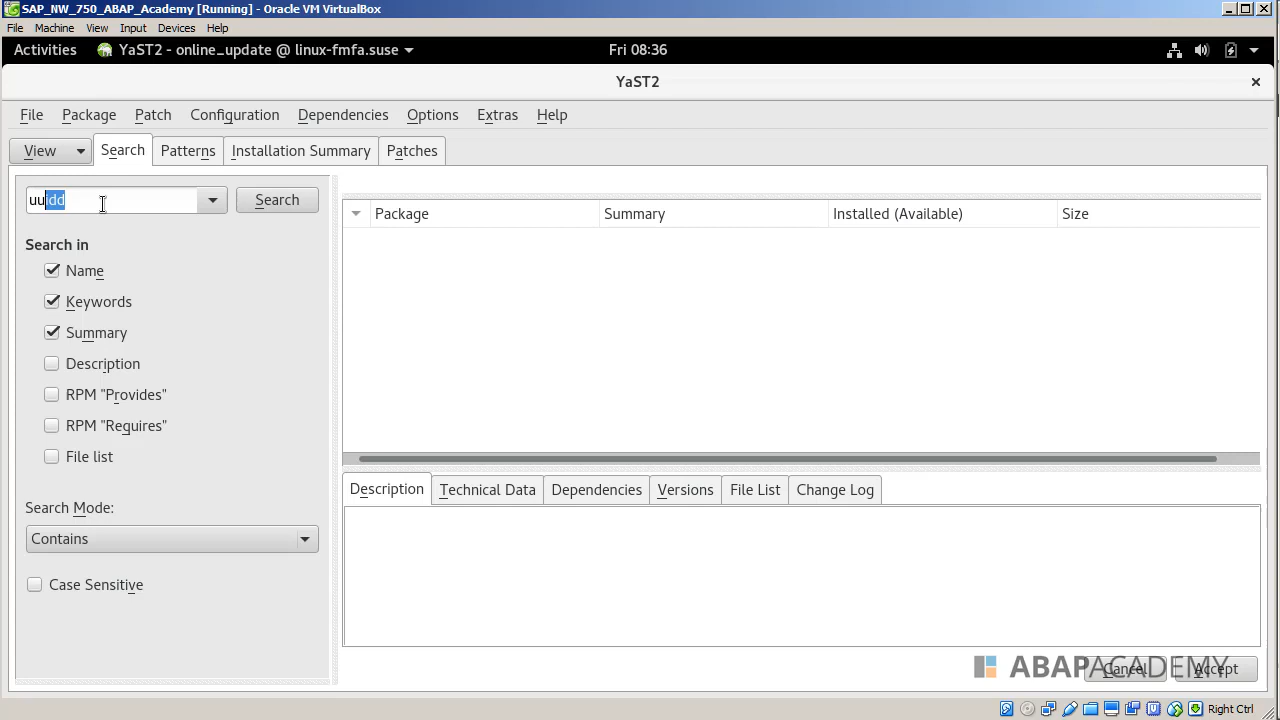 SAP_NW_750_ABAP_Academy [Running] - Oracle VM VirtualBox
File Machine View Input Devices Help
Activities YaST2 - online_update @ linux-fmfa.suse Fri 08:36
YaST2
File Package Patch Configuration Dependencies Options Extras Help
View Search Patterns Installation Summary Patches
uuidd Search
Package Summary Installed (Available) Size
Search in
Name
Keywords
Summary
Description
RPM "Provides"
RPM "Requires"
File list
Description Technical Data Dependencies Versions File List Change Log
Search Mode:
Contains
Case Sensitive
ABAPACADEMY
Cancel Accept
Right Ctrl